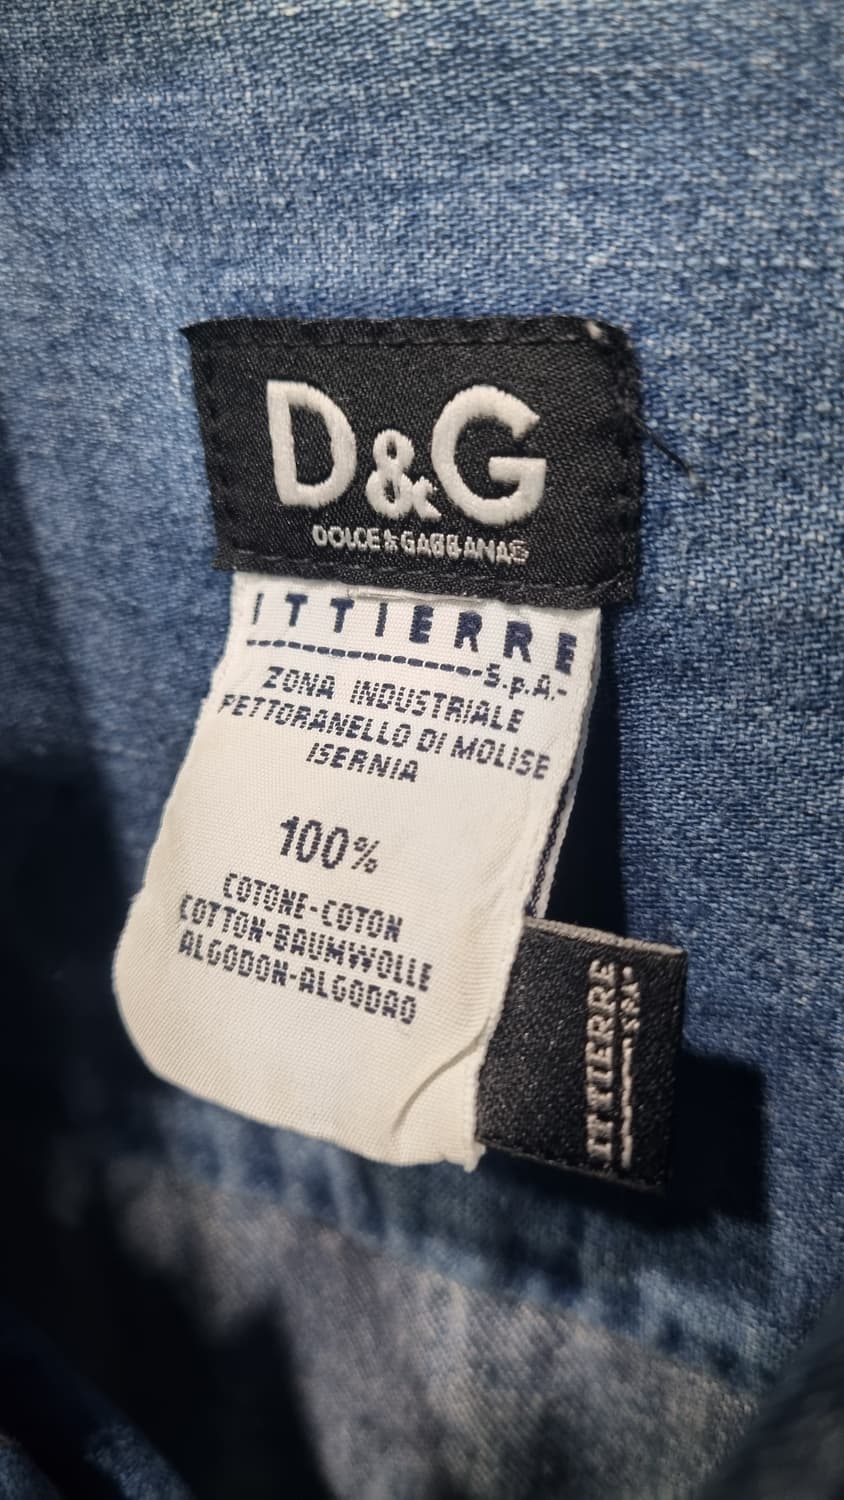 D&G
DOLCE & GABBANA
ITTIERRE
S.p.A.-
ZONA INDUSTRIALE
PETTORANELLO DI MOLISE
ISERNIA
100%
COTONE-COTON
COTTON-BAUMWOLLE
ALGODON-ALGODAO
ITTIERRE
S.P.A.